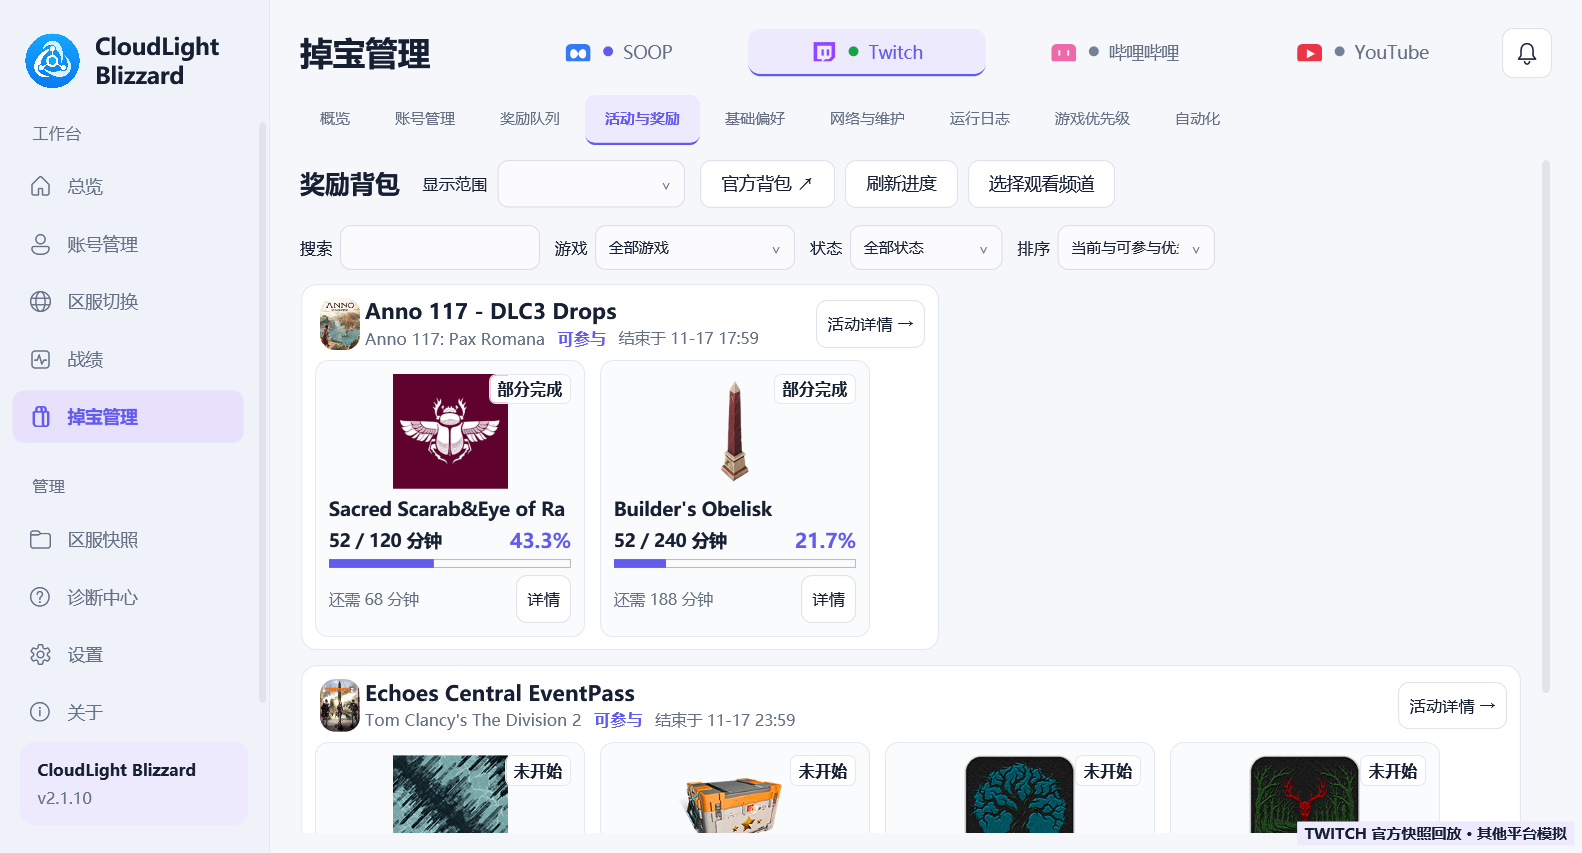 CloudLight
Blizzard
工作台
总览
账号管理
区服切换
战绩
掉宝管理
管理
区服快照
诊断中心
设置
关于
CloudLight Blizzard
v2.1.10
掉宝管理
SOOP
Twitch
哔哩哔哩
YouTube
概览
账号管理
奖励队列
活动与奖励
基础偏好
网络与维护
运行日志
游戏优先级
自动化
奖励背包
显示范围
官方背包 ↗
刷新进度
选择观看频道
搜索
游戏
全部游戏
状态
全部状态
排序
当前与可参与优
ANNO
Anno 117 - DLC3 Drops
Anno 117: Pax Romana 可参与 结束于 11-17 17:59
活动详情 →
部分完成
Sacred Scarab&Eye of Ra
52 / 120 分钟 43.3%
还需 68 分钟
详情
部分完成
Builder's Obelisk
52 / 240 分钟 21.7%
还需 188 分钟
详情
Echoes Central EventPass
Tom Clancy's The Division 2 可参与 结束于 11-17 23:59
活动详情 →
未开始
未开始
未开始
未开始
TWITCH 官方快照回放 • 其他平台模拟